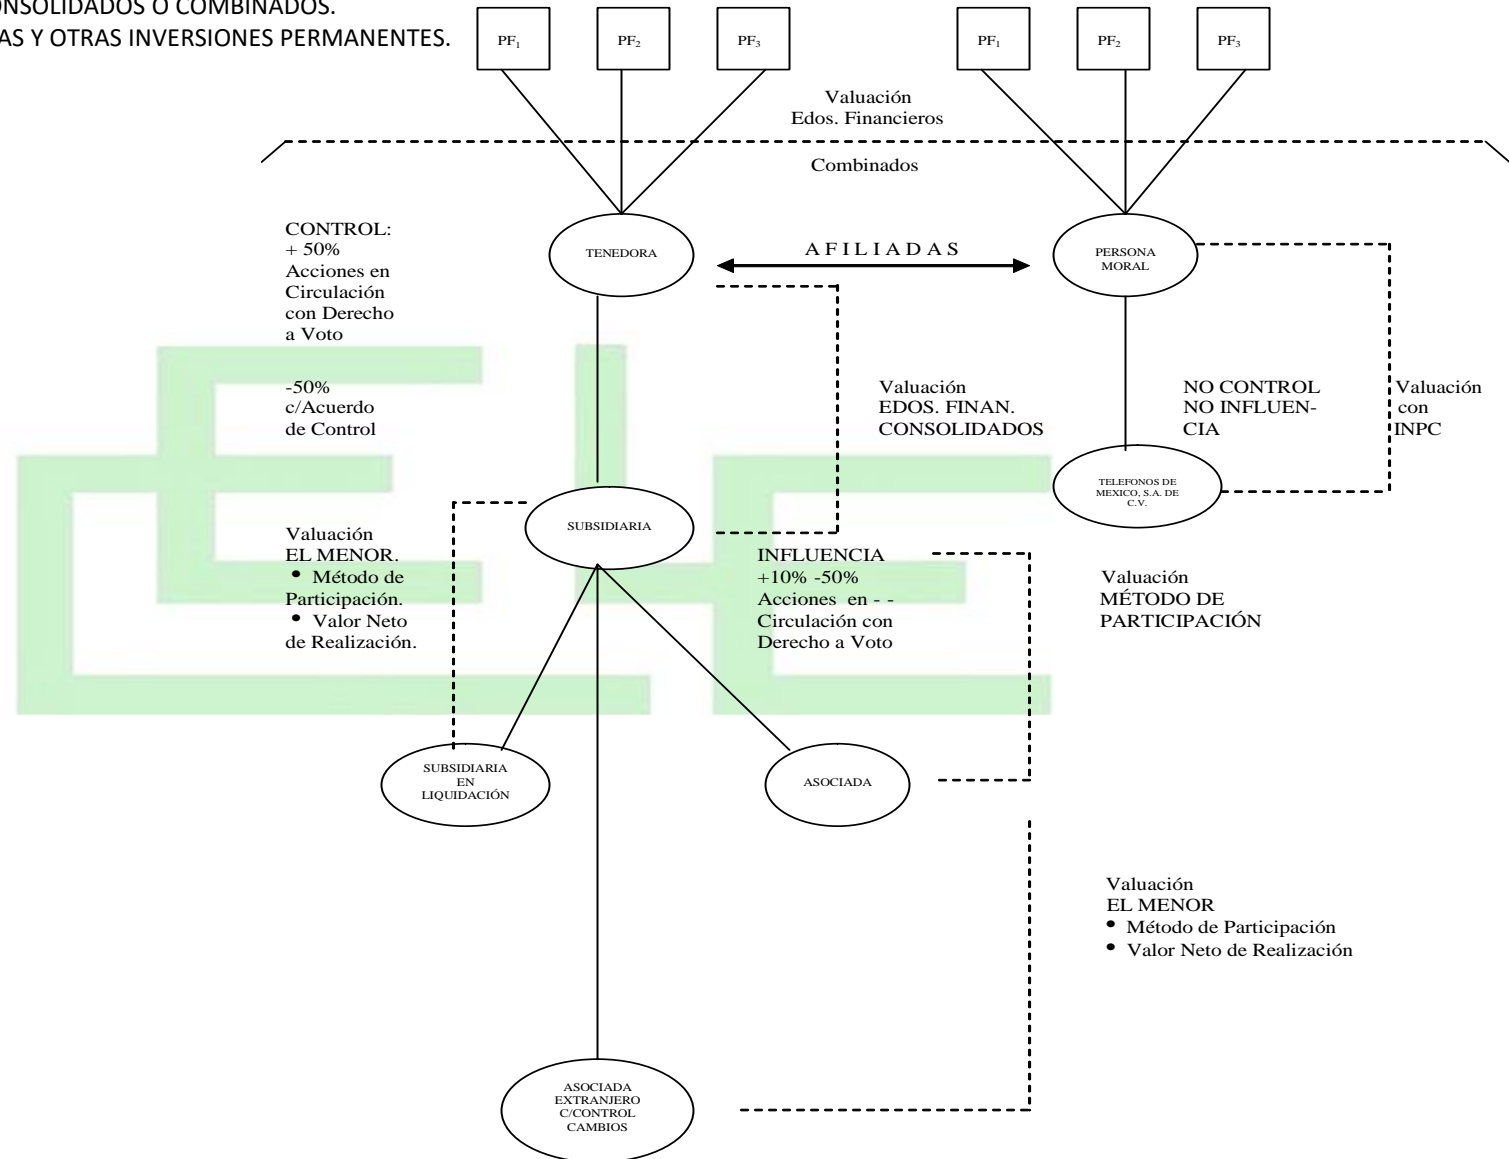 ONSOLIDADOS O COMBINADOS.
AS Y OTRAS INVERSIONES PERMANENTES.
PF₁
PF₂
PF₃
PF₁
PF₂
PF₃
Valuación
Edos. Financieros
Combinados
CONTROL:
+ 50%
Acciones en
Circulación
con Derecho
a Voto
-50%
c/Acuerdo
de Control
TENEDORA
A F I L I A D A S
PERSONA
MORAL
Valuación
EDOS. FINAN.
CONSOLIDADOS
NO CONTROL
NO INFLUEN-
CIA
Valuación
con
INPC
TELEFONOS DE
MEXICO, S.A. DE
C.V.
SUBSIDIARIA
Valuación
EL MENOR.
• Método de
Participación.
• Valor Neto
de Realización.
INFLUENCIA
+10% -50%
Acciones en - -
Circulación con
Derecho a Voto
Valuación
MÉTODO DE
PARTICIPACIÓN
SUBSIDIARIA
EN
LIQUIDACIÓN
ASOCIADA
Valuación
EL MENOR
• Método de Participación
• Valor Neto de Realización
ASOCIADA
EXTRANJERO
C/CONTROL
CAMBIOS